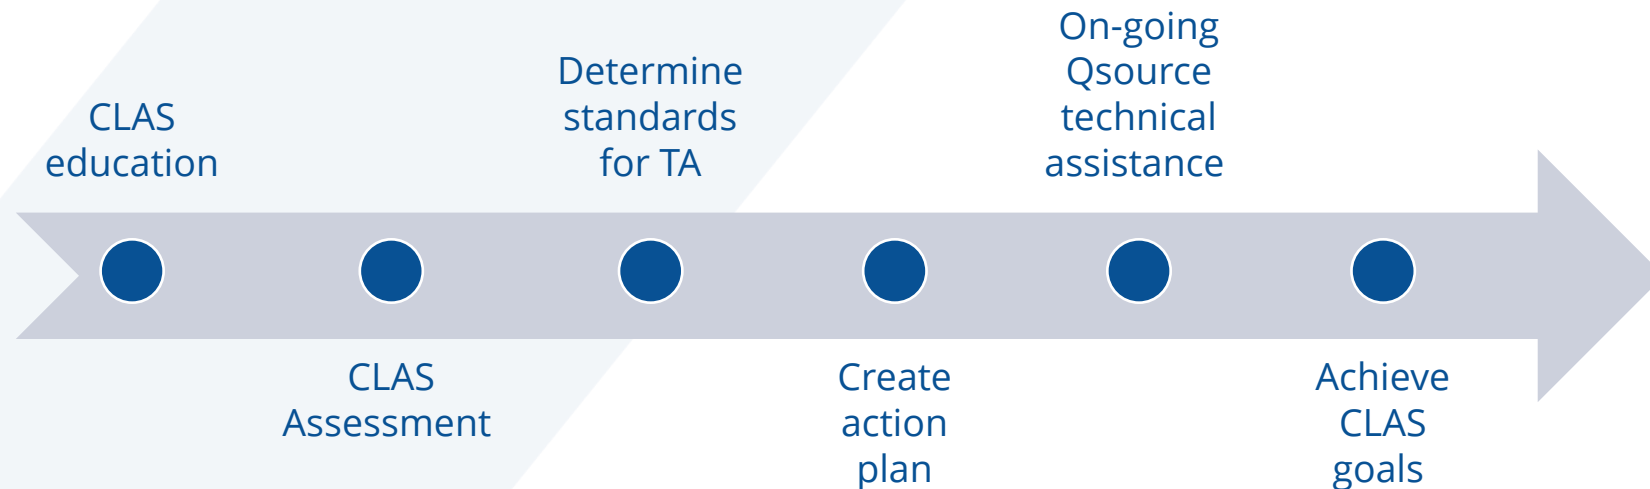 CLAS
education
CLAS
Assessment
Determine
standards
for TA
Create
action
plan
On-going
Qsource
technical
assistance
Achieve
CLAS
goals